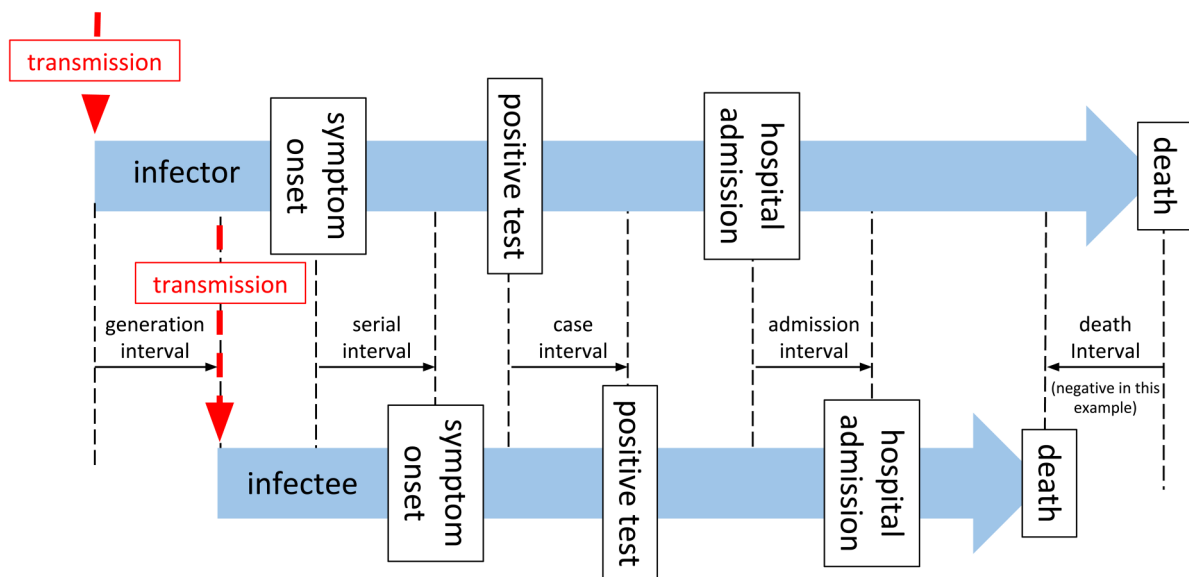 transmission
infector
symptom
onset
positive test
hospital
admission
death
transmission
generation
interval
serial
interval
case
interval
admission
interval
death
Interval
(negative in this
example)
infectee
symptom
onset
positive test
hospital
admission
death